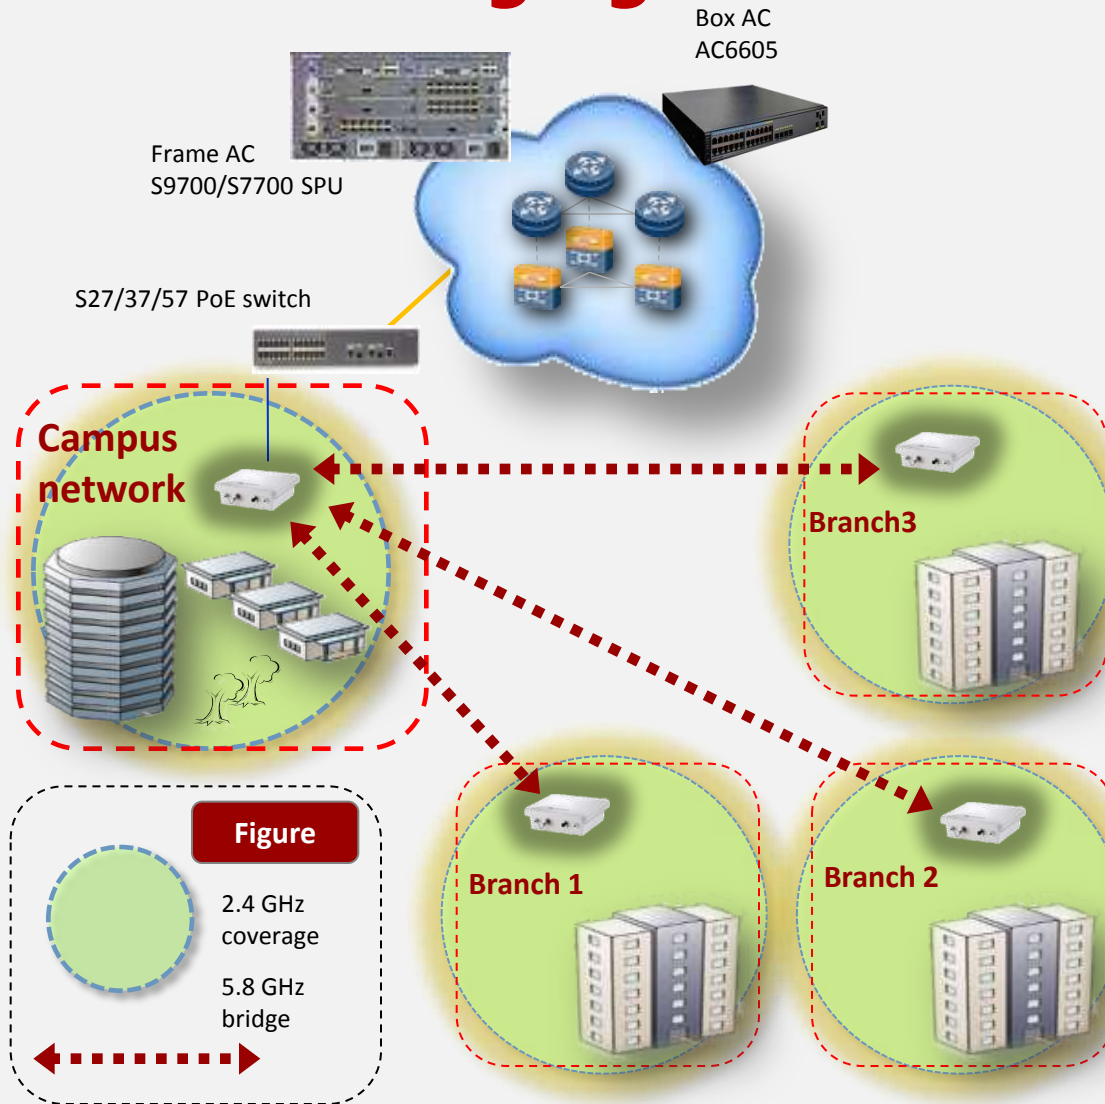 Box AC
AC6605
Frame AC
S9700/S7700 SPU
S27/37/57 PoE switch
Campus
network
Branch3
Branch 1
Branch 2
Figure
2.4 GHz
coverage
5.8 GHz
bridge